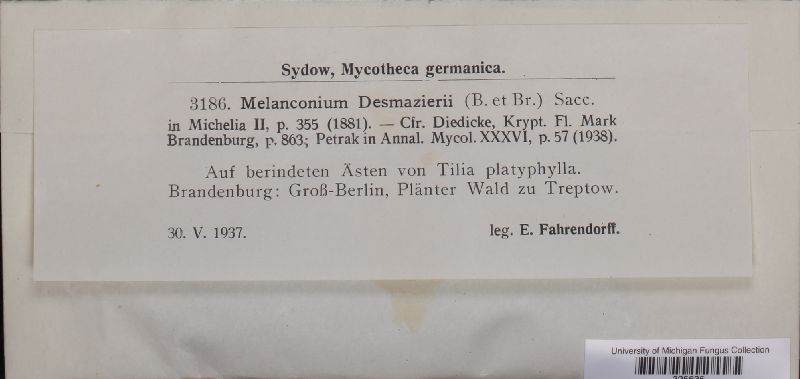 Sydow, Mycotheca germanica.
3186. Melanconium Desmazierii (B. et Br.) Sacc.
in Michelia II, p. 355 (1881). — Cfr. Diedicke, Krypt. Fl. Mark
Brandenburg, p. 863; Petrak in Annal. Mycol. XXXVI, p. 57 (1938).
Auf berindeten Ästen von Tilia platyphylla.
Brandenburg: Groß-Berlin, Plänter Wald zu Treptow.
30. V. 1937. leg. E. Fahrendorff.
University of Michigan Fungus Collection